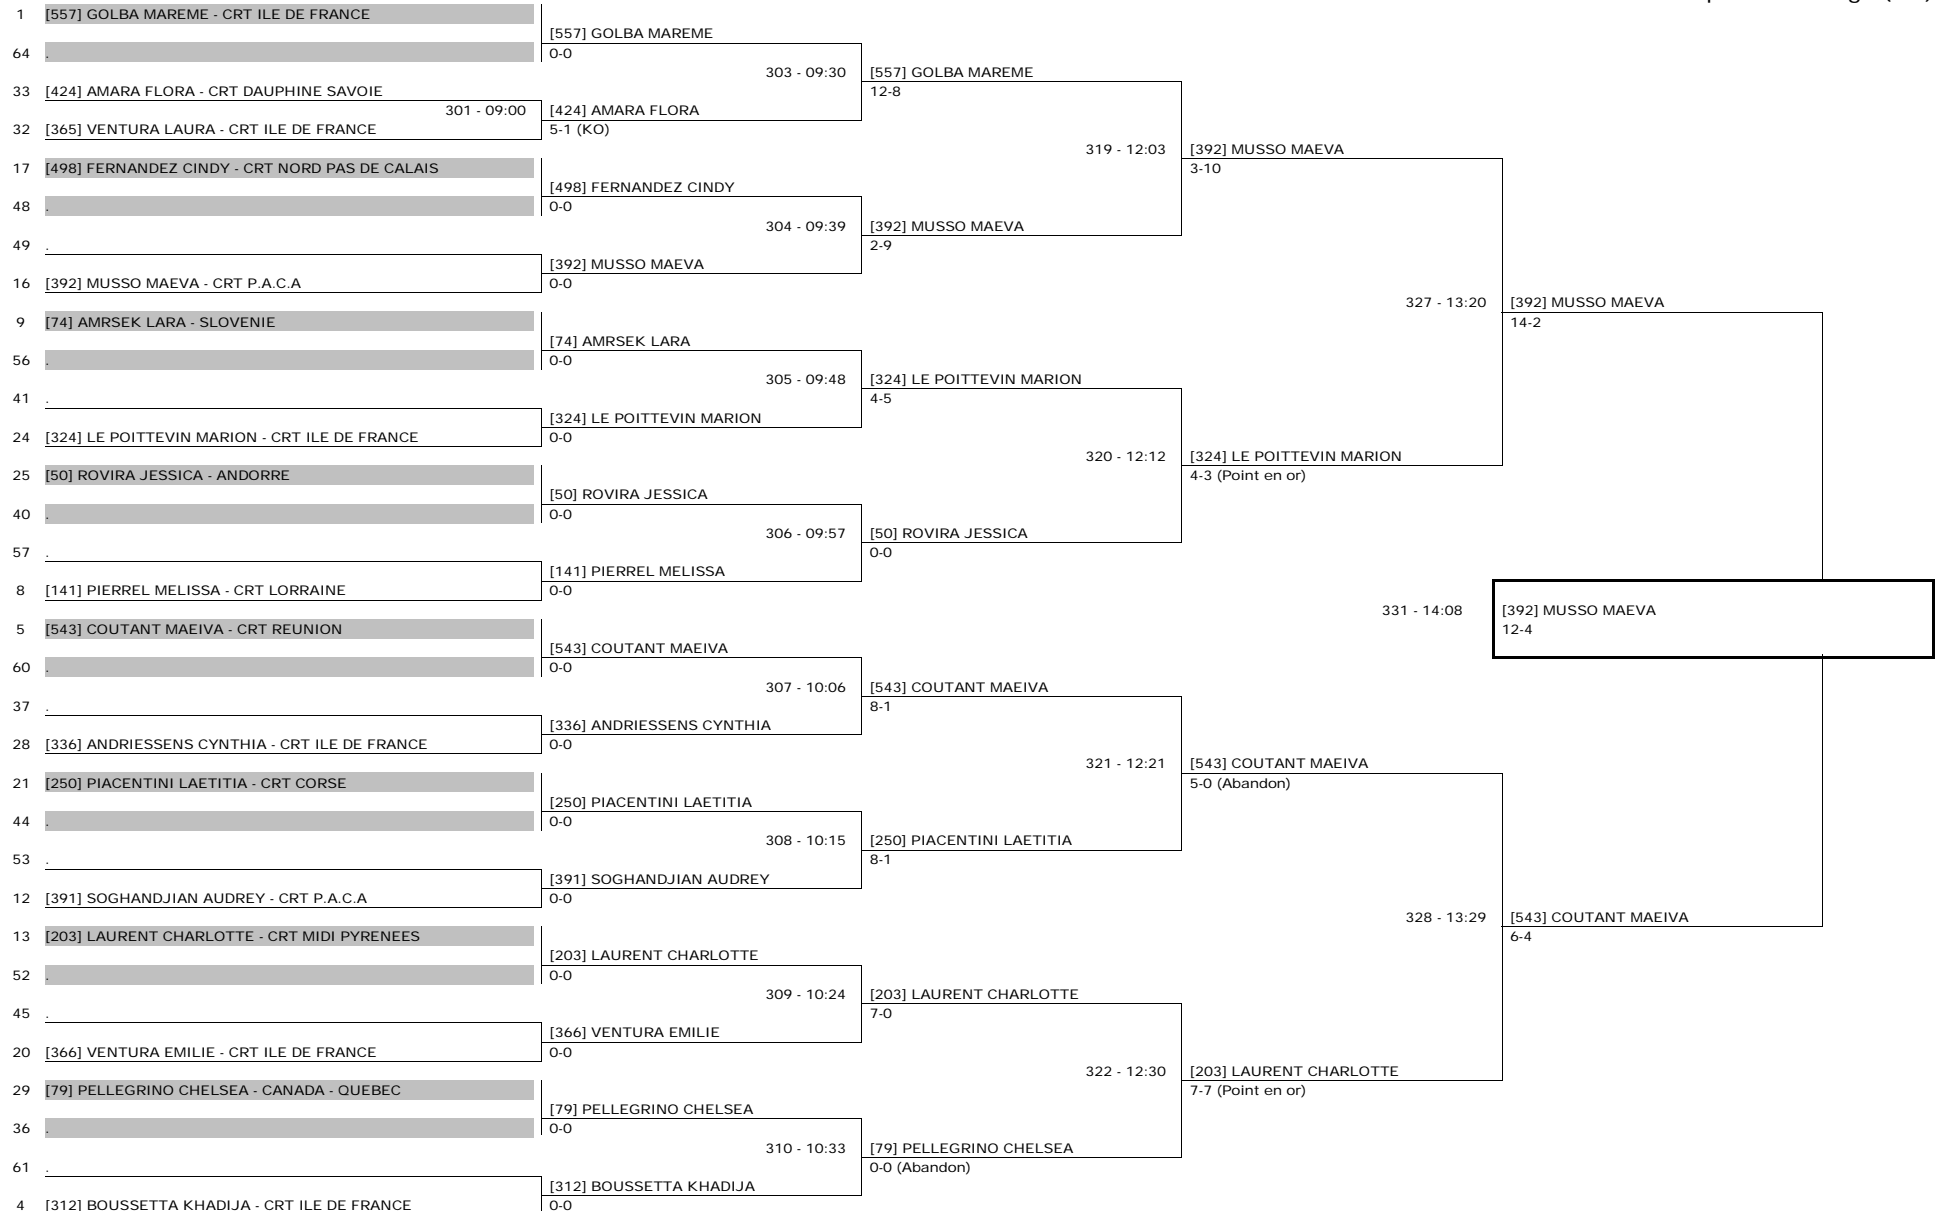 1 [557] GOLBA MAREME - CRT ILE DE FRANCE
[557] GOLBA MAREME
64 .
0-0
303 - 09:30
[557] GOLBA MAREME
33 [424] AMARA FLORA - CRT DAUPHINE SAVOIE
12-8
301 - 09:00
[424] AMARA FLORA
32 [365] VENTURA LAURA - CRT ILE DE FRANCE
5-1 (KO)
319 - 12:03
[392] MUSSO MAEVA
17 [498] FERNANDEZ CINDY - CRT NORD PAS DE CALAIS
3-10
[498] FERNANDEZ CINDY
48 .
0-0
304 - 09:39
[392] MUSSO MAEVA
49 .
2-9
[392] MUSSO MAEVA
16 [392] MUSSO MAEVA - CRT P.A.C.A
0-0
327 - 13:20
[392] MUSSO MAEVA
9 [74] AMRSEK LARA - SLOVENIE
14-2
[74] AMRSEK LARA
56 .
0-0
305 - 09:48
[324] LE POITTEVIN MARION
41 .
4-5
[324] LE POITTEVIN MARION
24 [324] LE POITTEVIN MARION - CRT ILE DE FRANCE
0-0
320 - 12:12
[324] LE POITTEVIN MARION
25 [50] ROVIRA JESSICA - ANDORRE
4-3 (Point en or)
[50] ROVIRA JESSICA
40 .
0-0
306 - 09:57
[50] ROVIRA JESSICA
57 .
0-0
[141] PIERREL MELISSA
8 [141] PIERREL MELISSA - CRT LORRAINE
0-0
331 - 14:08
[392] MUSSO MAEVA
5 [543] COUTANT MAEIVA - CRT REUNION
12-4
[543] COUTANT MAEIVA
60 .
0-0
307 - 10:06
[543] COUTANT MAEIVA
37 .
8-1
[336] ANDRIESSENS CYNTHIA
28 [336] ANDRIESSENS CYNTHIA - CRT ILE DE FRANCE
0-0
321 - 12:21
[543] COUTANT MAEIVA
21 [250] PIACENTINI LAETITIA - CRT CORSE
5-0 (Abandon)
[250] PIACENTINI LAETITIA
44 .
0-0
308 - 10:15
[250] PIACENTINI LAETITIA
53 .
8-1
[391] SOGHANDJIAN AUDREY
12 [391] SOGHANDJIAN AUDREY - CRT P.A.C.A
0-0
328 - 13:29
[543] COUTANT MAEIVA
13 [203] LAURENT CHARLOTTE - CRT MIDI PYRENEES
6-4
[203] LAURENT CHARLOTTE
52 .
0-0
309 - 10:24
[203] LAURENT CHARLOTTE
45 .
7-0
[366] VENTURA EMILIE
20 [366] VENTURA EMILIE - CRT ILE DE FRANCE
0-0
322 - 12:30
[203] LAURENT CHARLOTTE
29 [79] PELLEGRINO CHELSEA - CANADA - QUEBEC
7-7 (Point en or)
[79] PELLEGRINO CHELSEA
36 .
0-0
310 - 10:33
[79] PELLEGRINO CHELSEA
61 .
0-0 (Abandon)
[312] BOUSSETTA KHADIJA
4 [312] BOUSSETTA KHADIJA - CRT ILE DE FRANCE
0-0